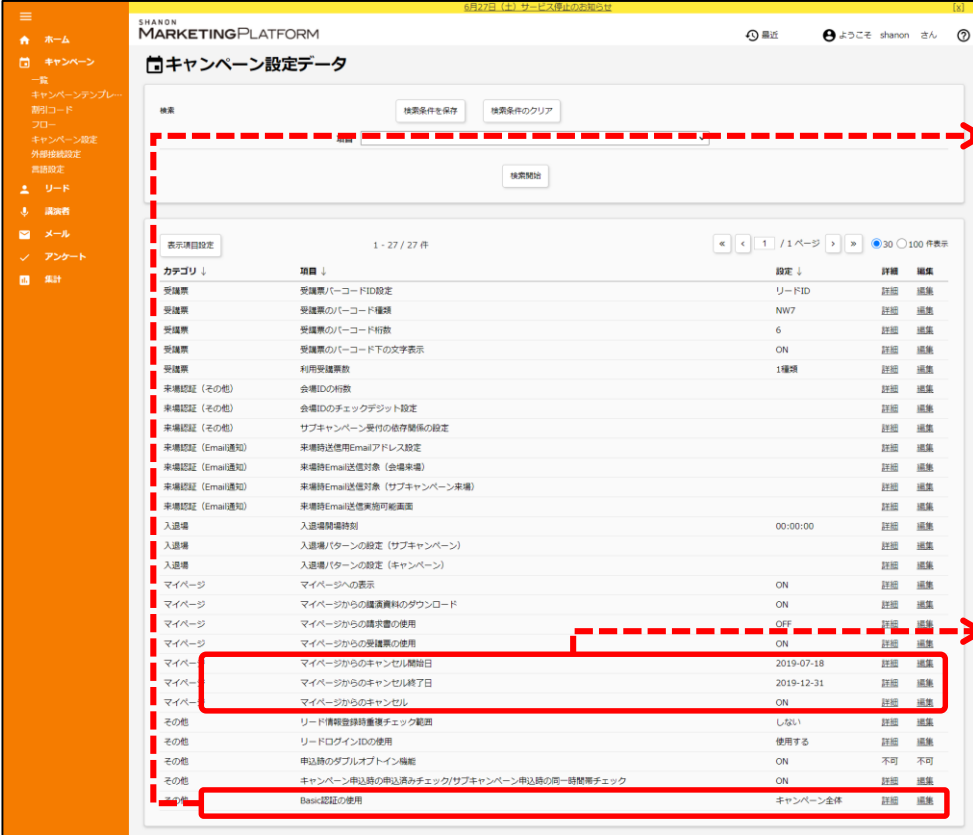 6月27日（土）サービス停止のお知らせ [x]
SHANON
MARKETINGPLATFORM
最近 ようこそ shanon さん
ホーム
キャンペーン
一覧
キャンペーンテンプレ…
割引コード
フロー
キャンペーン設定
外部接続設定
言語設定
リード
講演者
メール
アンケート
集計
キャンペーン設定データ
検索 検索条件を保存 検索条件のクリア
項目
検索開始
表示項目設定 1 - 27 / 27 件 « ‹ 1 / 1 ページ › » 30 100 件表示
カテゴリ ↓ 項目 ↓ 設定 ↓ 詳細 編集
受講票 受講票バーコードID設定 リードID 詳細 編集
受講票 受講票のバーコード種類 NW7 詳細 編集
受講票 受講票のバーコード桁数 6 詳細 編集
受講票 受講票のバーコード下の文字表示 ON 詳細 編集
受講票 利用受講票数 1種類 詳細 編集
来場認証（その他） 会場IDの桁数 詳細 編集
来場認証（その他） 会場IDのチェックデジット設定 詳細 編集
来場認証（その他） サブキャンペーン受付の依存関係の設定 詳細 編集
来場認証（Email通知） 来場時送信用Emailアドレス設定 詳細 編集
来場認証（Email通知） 来場時Email送信対象（会場来場） 詳細 編集
来場認証（Email通知） 来場時Email送信対象（サブキャンペーン来場） 詳細 編集
来場認証（Email通知） 来場時Email送信実施可能画面 詳細 編集
入退場 入退場開場時刻 00:00:00 詳細 編集
入退場 入退場パターンの設定（サブキャンペーン） 詳細 編集
入退場 入退場パターンの設定（キャンペーン） 詳細 編集
マイページ マイページへの表示 ON 詳細 編集
マイページ マイページからの講演資料のダウンロード ON 詳細 編集
マイページ マイページからの請求書の使用 OFF 詳細 編集
マイページ マイページからの受講票の使用 ON 詳細 編集
マイページ マイページからのキャンセル開始日 2019-07-18 詳細 編集
マイページ マイページからのキャンセル終了日 2019-12-31 詳細 編集
マイページ マイページからのキャンセル ON 詳細 編集
その他 リード情報登録時重複チェック範囲 しない 詳細 編集
その他 リードログインIDの使用 使用する 詳細 編集
その他 申込時のダブルオプトイン機能 ON 不可 不可
その他 キャンペーン申込時の申込済みチェック/サブキャンペーン申込時の同一時間帯チェック ON 詳細 編集
その他 Basic認証の使用 キャンペーン全体 詳細 編集